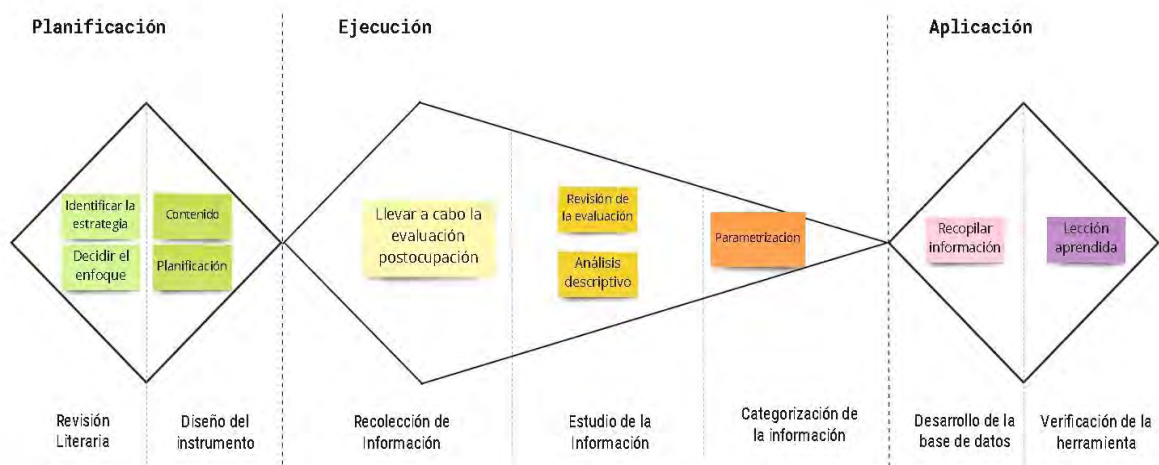 Planificación
Ejecución
Aplicación
Identificar la
estrategia
Decidir el
enfoque
Contenido
Planificación
Llevar a cabo la
evaluación
postocupación
Revisión de
la evaluación
Análisis
descriptivo
Parametrización
Recopilar
información
Lección
aprendida
Revisión
Literaria
Diseño del
instrumento
Recolección de
Información
Estudio de la
Información
Categorización de
la información
Desarrollo de la
base de datos
Verificación de la
herramienta